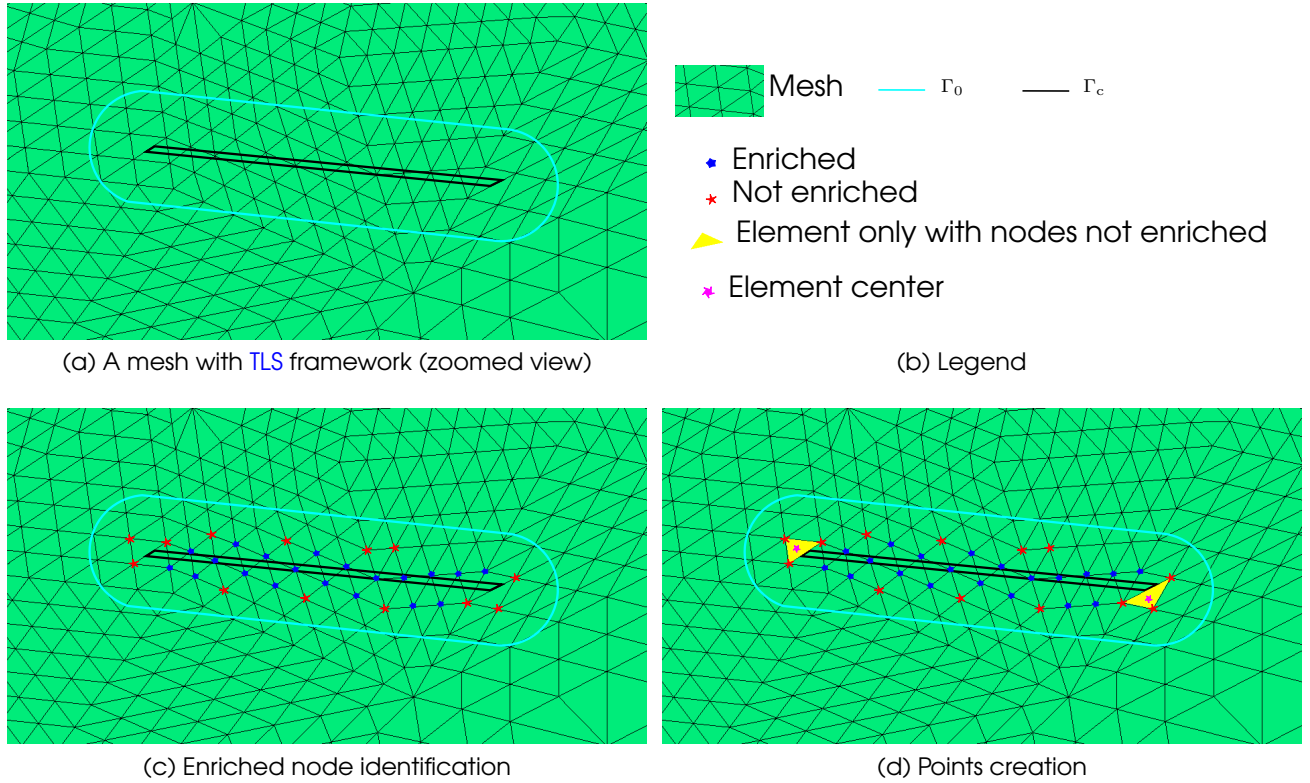 Mesh
Γ₀
Γ_c
Enriched
Not enriched
Element only with nodes not enriched
Element center
(a) A mesh with TLS framework (zoomed view)
(b) Legend
(c) Enriched node identification
(d) Points creation